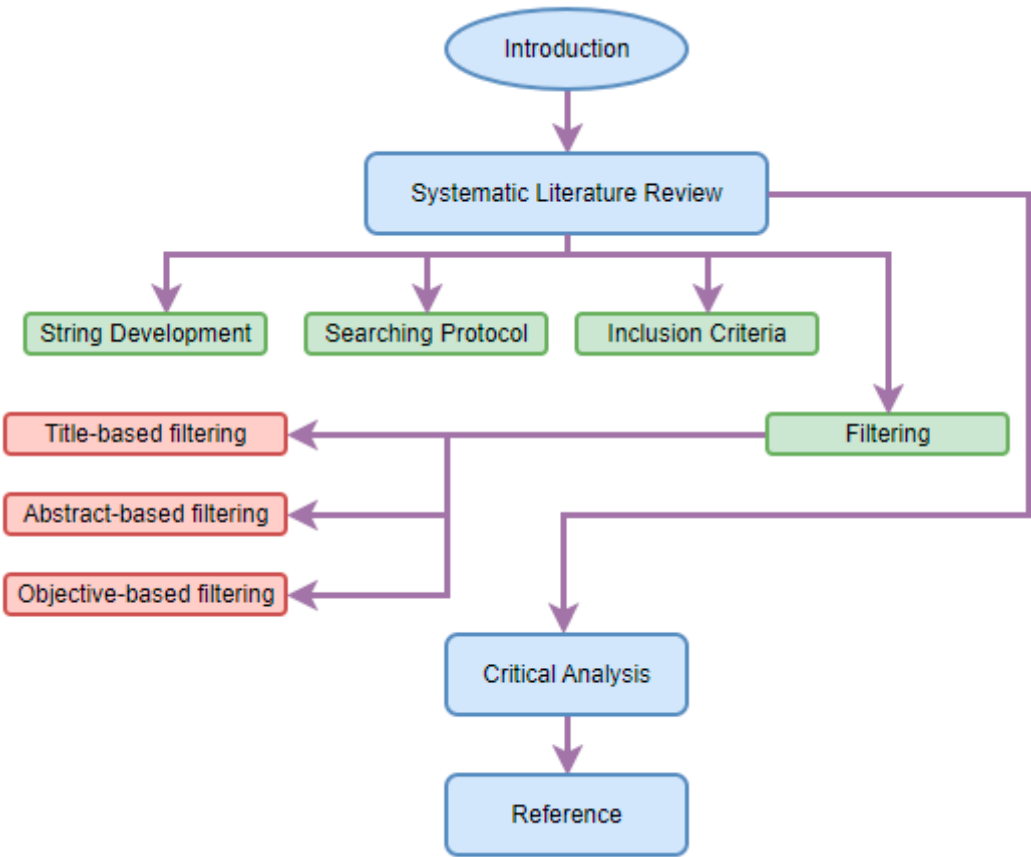 Introduction
Systematic Literature Review
String Development
Searching Protocol
Inclusion Criteria
Title-based filtering
Filtering
Abstract-based filtering
Objective-based filtering
Critical Analysis
Reference